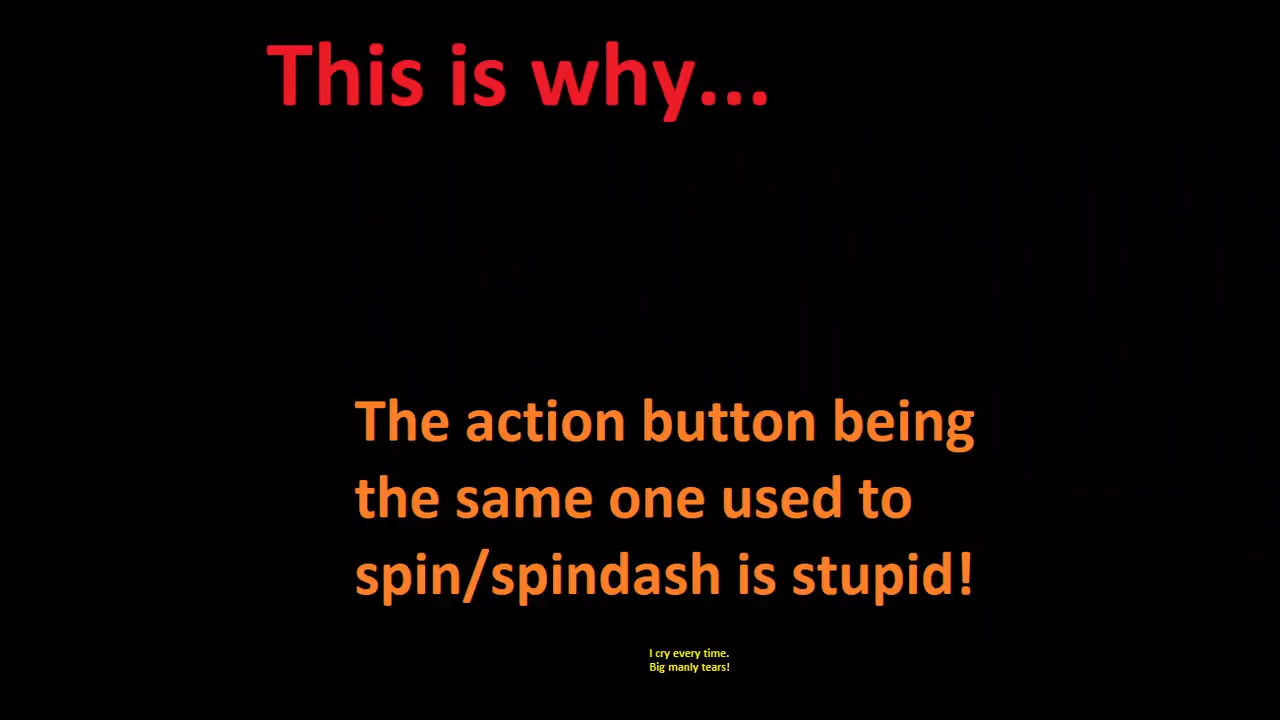 This is why...
The action button being
the same one used to
spin/spindash is stupid!
I cry every time.
Big manly tears!